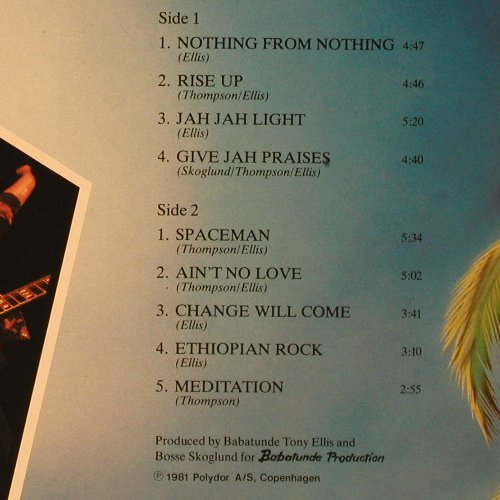 Side 1
1. NOTHING FROM NOTHING 4:47
(Ellis)
2. RISE UP 4:46
(Thompson/Ellis)
3. JAH JAH LIGHT 5:20
(Ellis)
4. GIVE JAH PRAISES 4:40
(Skoglund/Thompson/Ellis)
Side 2
1. SPACEMAN 5:34
(Thompson/Ellis)
2. AIN'T NO LOVE 5:02
(Thompson/Ellis)
3. CHANGE WILL COME 3:41
(Ellis)
4. ETHIOPIAN ROCK 3:10
(Ellis)
5. MEDITATION 2:55
(Thompson)
Produced by Babatunde Tony Ellis and
Bosse Skoglund for Babatunde Production
Ⓟ 1981 Polydor A/S, Copenhagen